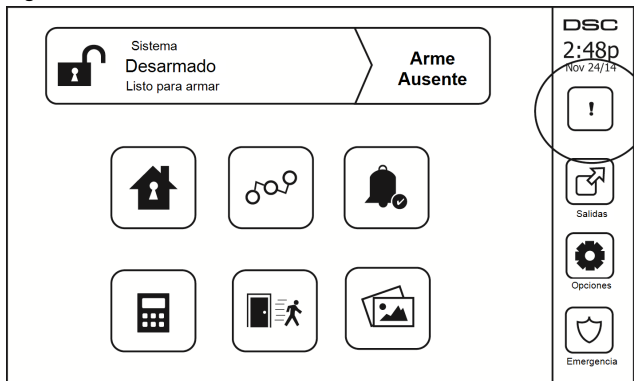 Sistema
Desarmado
Listo para armar
Arme
Ausente
DSC
2:48p
Nov 24/14
!
Salidas
Opciones
Emergencia